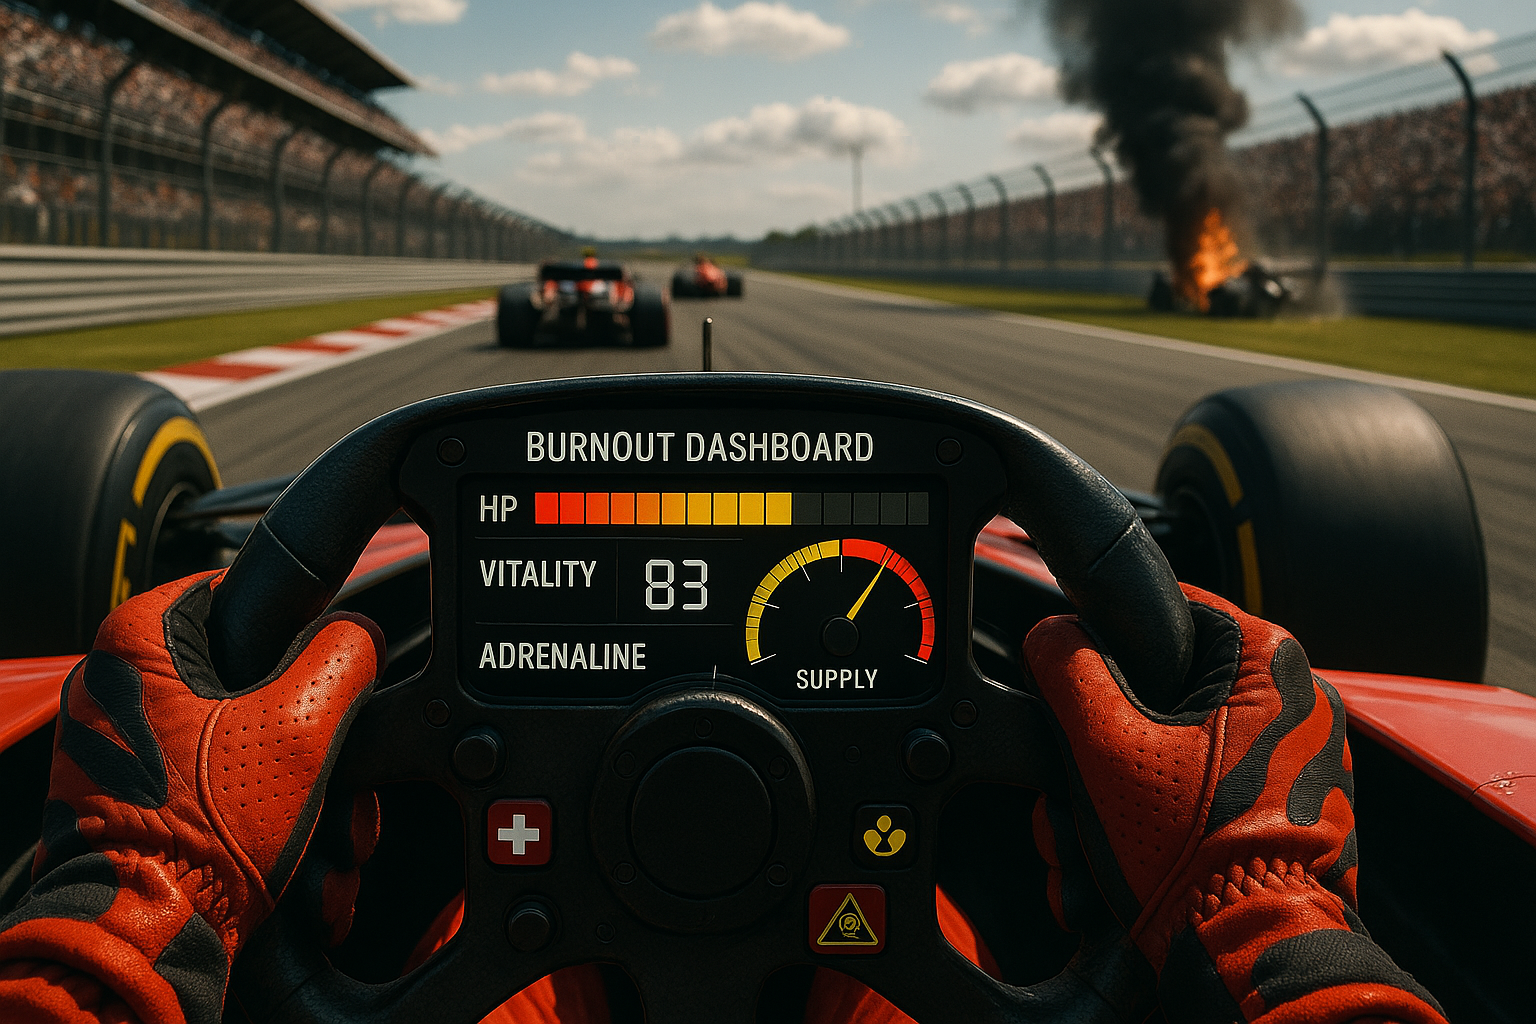 BURNOUT DASHBOARD
HP
VITALITY 83
ADRENALINE
SUPPLY